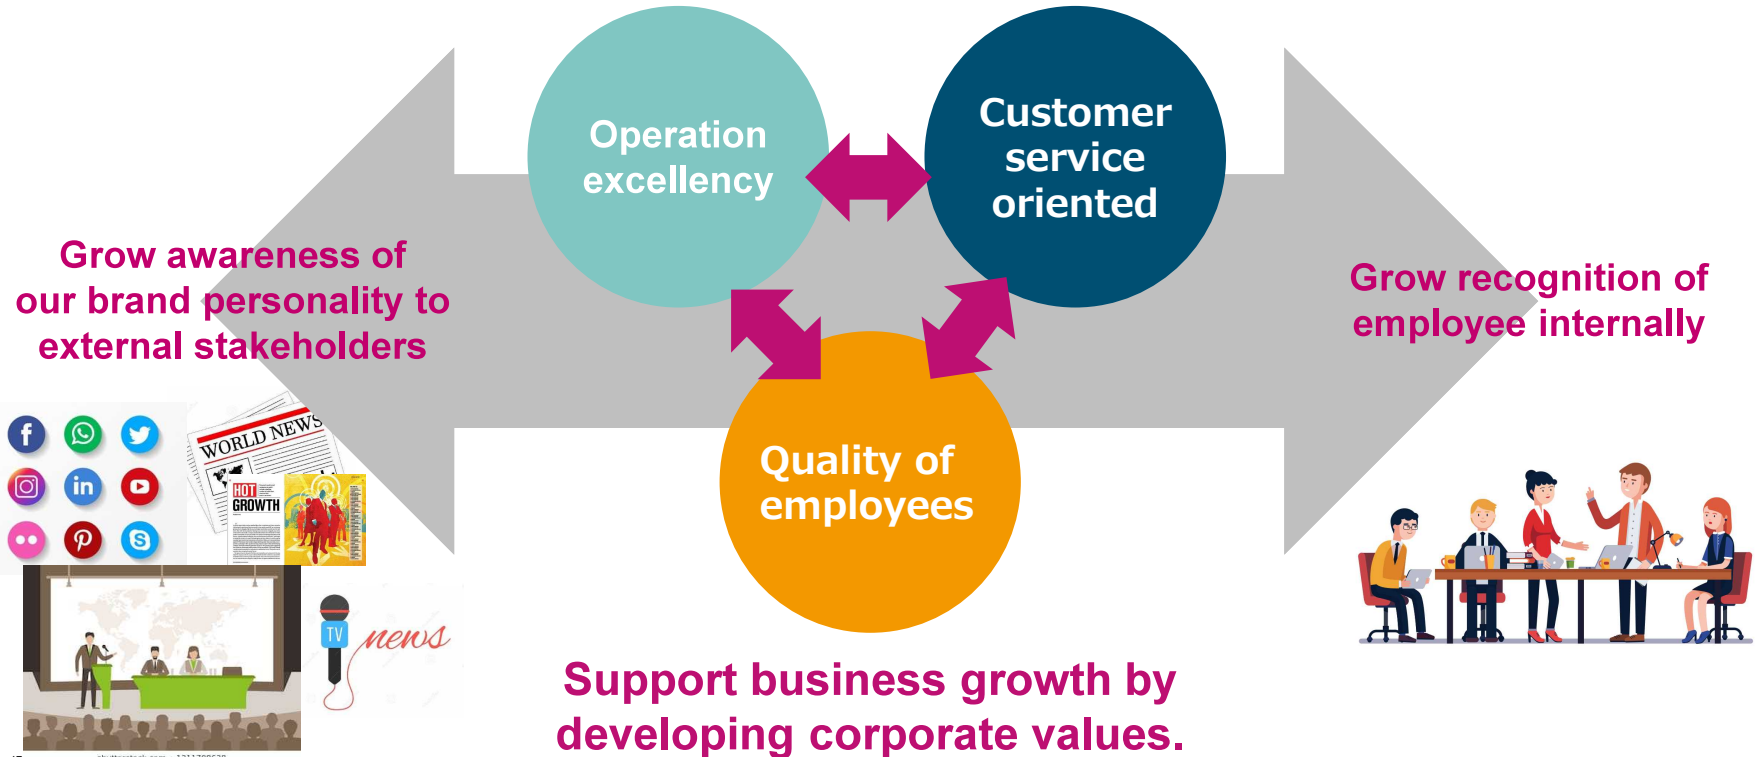 Operation
excellency
Customer
service
oriented
Grow awareness of
our brand personality to
external stakeholders
Grow recognition of
employee internally
Quality of
employees
WORLD NEWS
HOT
GROWTH
TV
news
Support business growth by
developing corporate values.